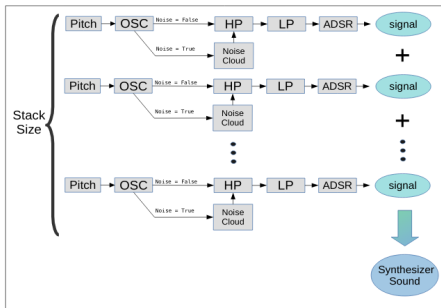 Pitch OSC Noise = False HP LP ADSR signal
Noise = True Noise
Cloud
+
Pitch OSC Noise = False HP LP ADSR signal
Stack
Size
Noise = True Noise
Cloud
+
Pitch OSC Noise = False HP LP ADSR signal
Noise = True Noise
Cloud
Synthesizer
Sound